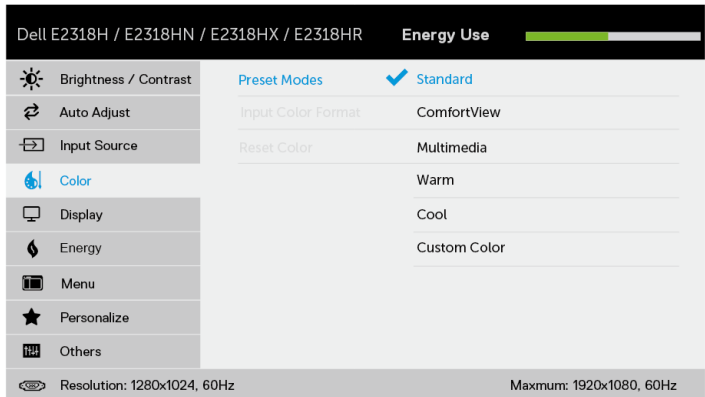 Dell E2318H / E2318HN / E2318HX / E2318HR Energy Use
Brightness / Contrast Preset Modes Standard
Auto Adjust Input Color Format ComfortView
Input Source Reset Color Multimedia
Color Warm
Display Cool
Energy Custom Color
Menu
Personalize
Others
Resolution: 1280x1024, 60Hz Maxmum: 1920x1080, 60Hz